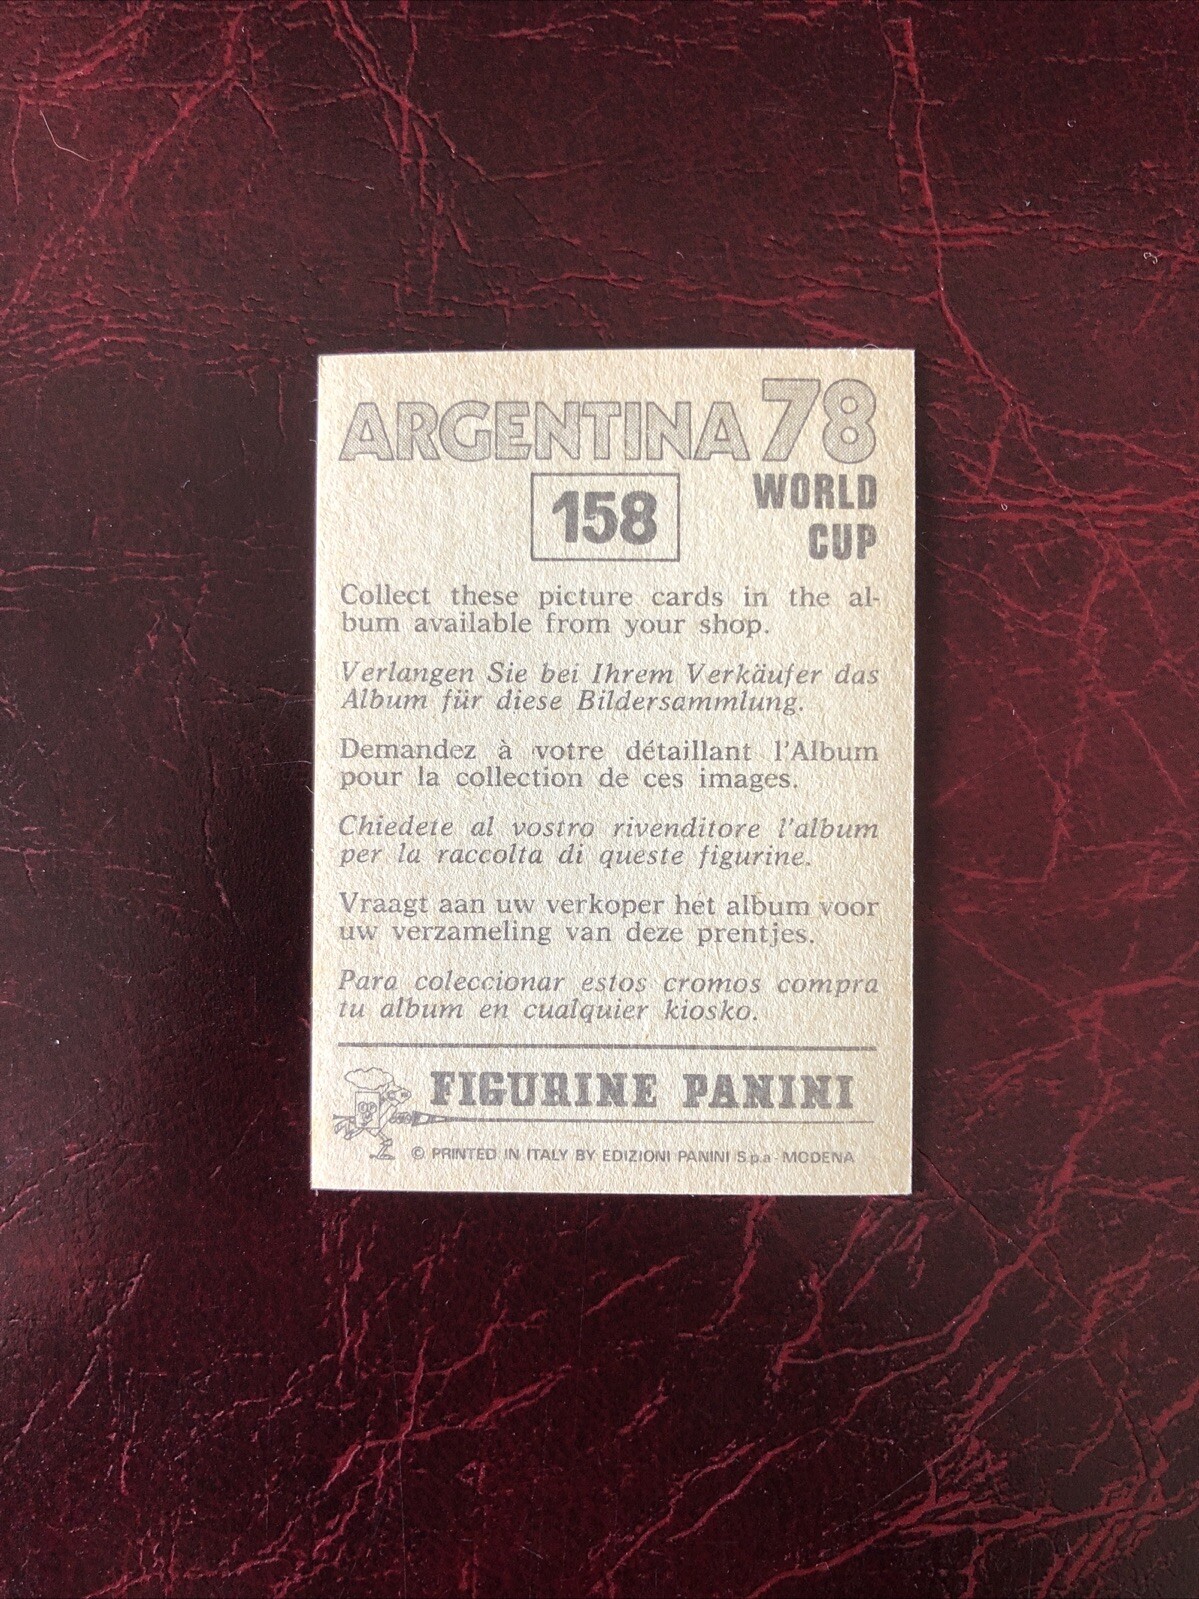 ARGENTINA 78
158
WORLD
CUP
Collect these picture cards in the al-
bum available from your shop.
Verlangen Sie bei Ihrem Verkäufer das
Album für diese Bildersammlung.
Demandez à votre détaillant l'Album
pour la collection de ces images.
Chiedete al vostro rivenditore l'album
per la raccolta di queste figurine.
Vraagt aan uw verkoper het album voor
uw verzameling van deze prentjes.
Para coleccionar estos cromos compra
tu album en cualquier kiosko.
FIGURINE PANINI
© PRINTED IN ITALY BY EDIZIONI PANINI S.p.a - MODENA